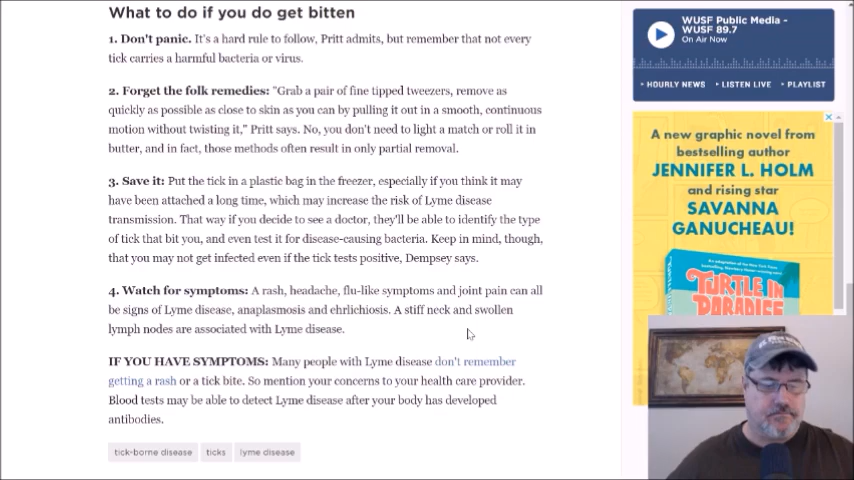 What to do if you do get bitten
1. Don't panic. It's a hard rule to follow, Pritt admits, but remember that not every
tick carries a harmful bacteria or virus.
2. Forget the folk remedies: "Grab a pair of fine tipped tweezers, remove as
quickly as possible as close to skin as you can by pulling it out in a smooth, continuous
motion without twisting it," Pritt says. No, you don't need to light a match or roll it in
butter, and in fact, those methods often result in only partial removal.
3. Save it: Put the tick in a plastic bag in the freezer, especially if you think it may
have been attached a long time, which may increase the risk of Lyme disease
transmission. That way if you decide to see a doctor, they'll be able to identify the type
of tick that bit you, and even test it for disease-causing bacteria. Keep in mind, though,
that you may not get infected even if the tick tests positive, Dempsey says.
4. Watch for symptoms: A rash, headache, flu-like symptoms and joint pain can all
be signs of Lyme disease, anaplasmosis and ehrlichiosis. A stiff neck and swollen
lymph nodes are associated with Lyme disease.
IF YOU HAVE SYMPTOMS: Many people with Lyme disease don't remember
getting a rash or a tick bite. So mention your concerns to your health care provider.
Blood tests may be able to detect Lyme disease after your body has developed
antibodies.
tick-borne disease ticks lyme disease
WUSF Public Media -
WUSF 89.7
On Air Now
HOURLY NEWS • LISTEN LIVE • PLAYLIST
A new graphic novel from
bestselling author
JENNIFER L. HOLM
and rising star
SAVANNA
GANUCHEAU!
TURTLE IN
PARADISE